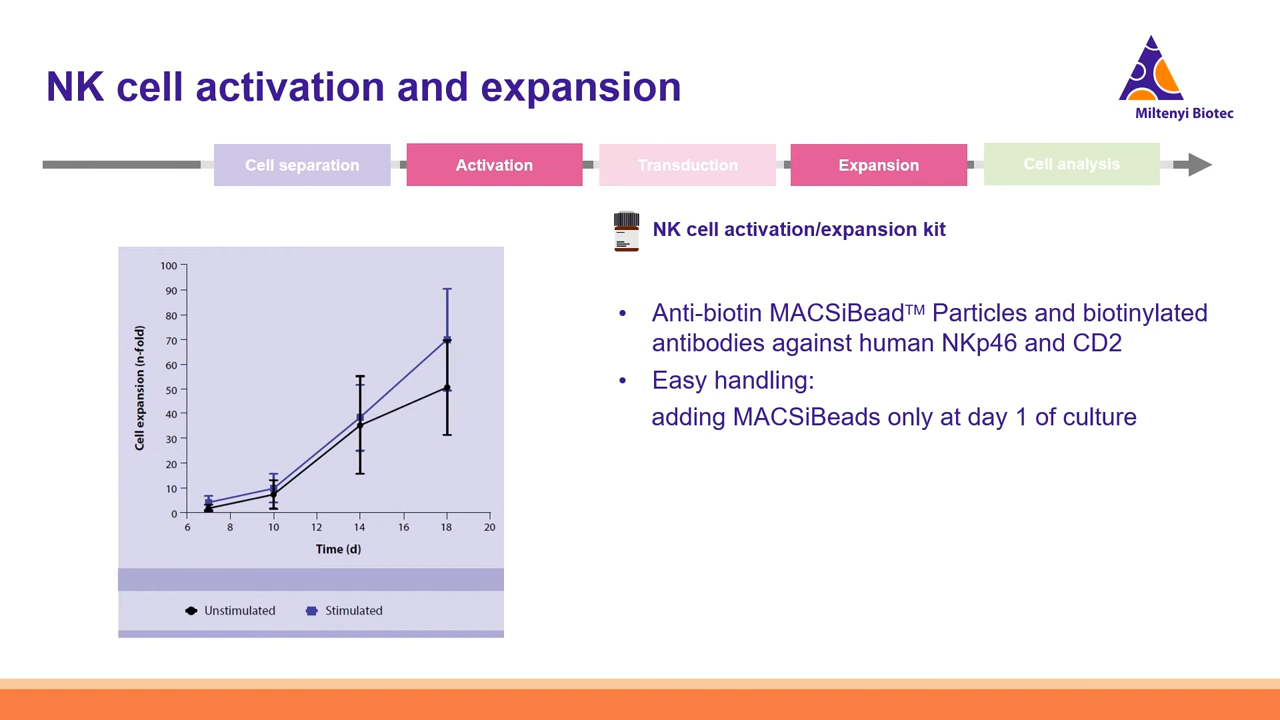 NK cell activation and expansion
Miltenyi Biotec
Cell separation
Activation
Transduction
Expansion
Cell analysis
NK cell activation/expansion kit
• Anti-biotin MACSiBead™ Particles and biotinylated
antibodies against human NKp46 and CD2
• Easy handling:
adding MACSiBeads only at day 1 of culture
Cell expansion (n-fold)
100
90
80
70
60
50
40
30
20
10
0
6 8 10 12 14 16 18 20
Time (d)
Unstimulated Stimulated